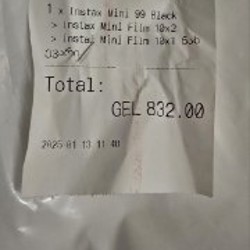 1 x Instax Mini 99 Black
> Instax Mini Film 10x2
> Instax Mini Film 10x1
Total:
GEL 832.00
2025 01 13 11 40